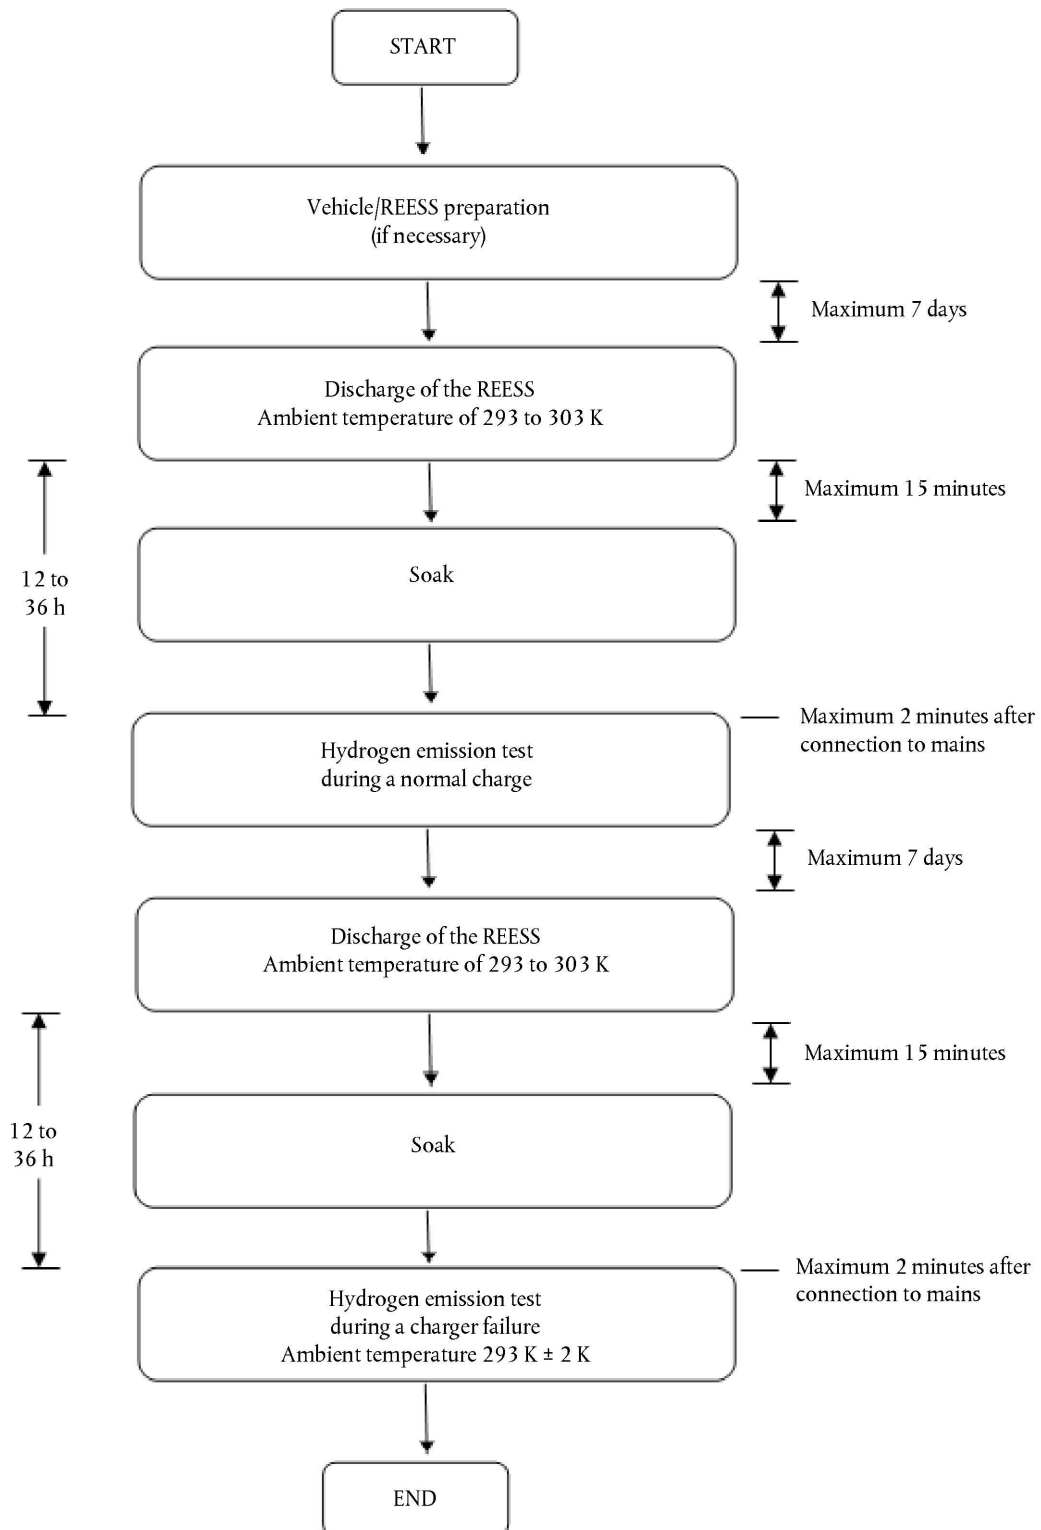 START
Vehicle/REESS preparation
(if necessary)
Maximum 7 days
Discharge of the REESS
Ambient temperature of 293 to 303 K
Maximum 15 minutes
Soak
12 to
36 h
Maximum 2 minutes after
connection to mains
Hydrogen emission test
during a normal charge
Maximum 7 days
Discharge of the REESS
Ambient temperature of 293 to 303 K
Maximum 15 minutes
12 to
36 h
Soak
Maximum 2 minutes after
connection to mains
Hydrogen emission test
during a charger failure
Ambient temperature 293 K ± 2 K
END